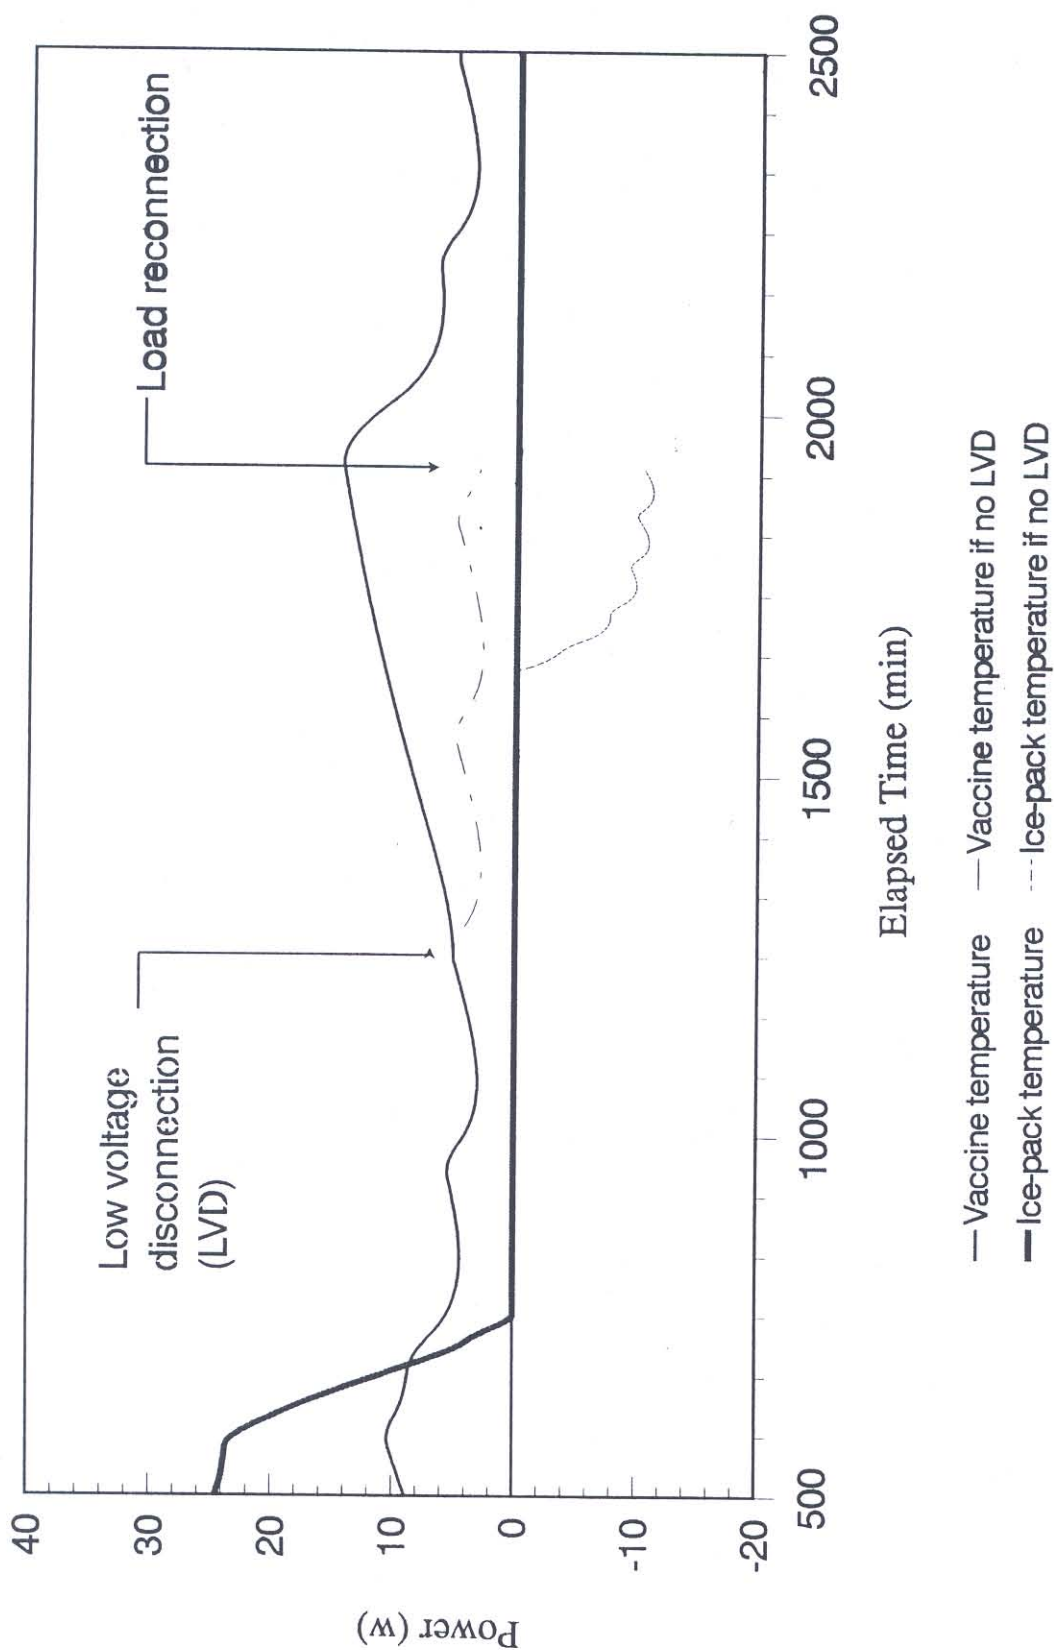 Low voltage
disconnection
(LVD)
Load reconnection
Power (w)
40
30
20
10
0
-10
-20
500
1000
1500
2000
2500
Elapsed Time (min)
Vaccine temperature
Vaccine temperature if no LVD
Ice-pack temperature
Ice-pack temperature if no LVD